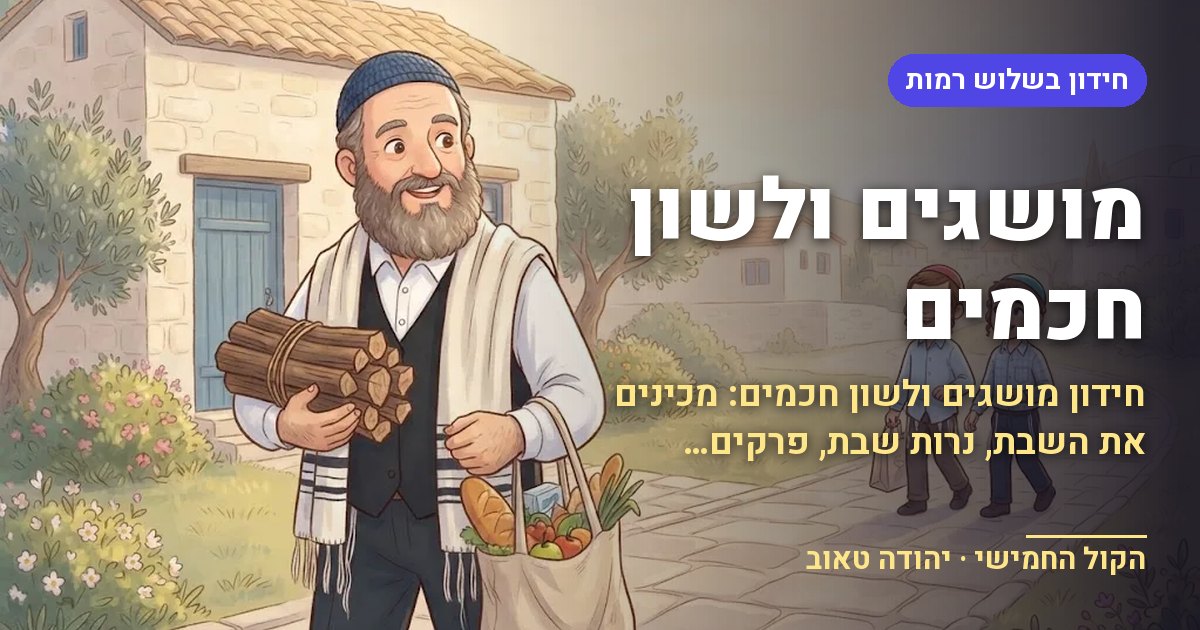 חידון בשלוש רמות
מושגים ולשון
חכמים
חידון מושגים ולשון חכמים: מכינים
את השבת, נרות שבת, פרקים...
הקול החמישי · יהודה טאוב